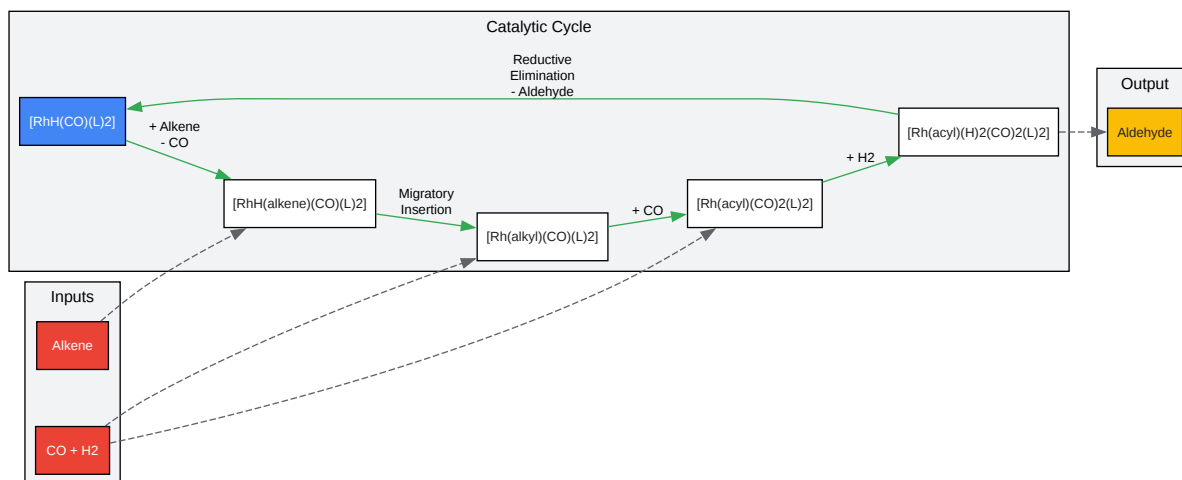 Catalytic Cycle
Reductive
Elimination
- Aldehyde
Output
[RhH(CO)(L)2]
+ Alkene
- CO
[Rh(acyl)(H)2(CO)2(L)2]
Aldehyde
+ H2
[RhH(alkene)(CO)(L)2]
Migratory
Insertion
[Rh(alkyl)(CO)(L)2]
+ CO
[Rh(acyl)(CO)2(L)2]
Inputs
Alkene
CO + H2